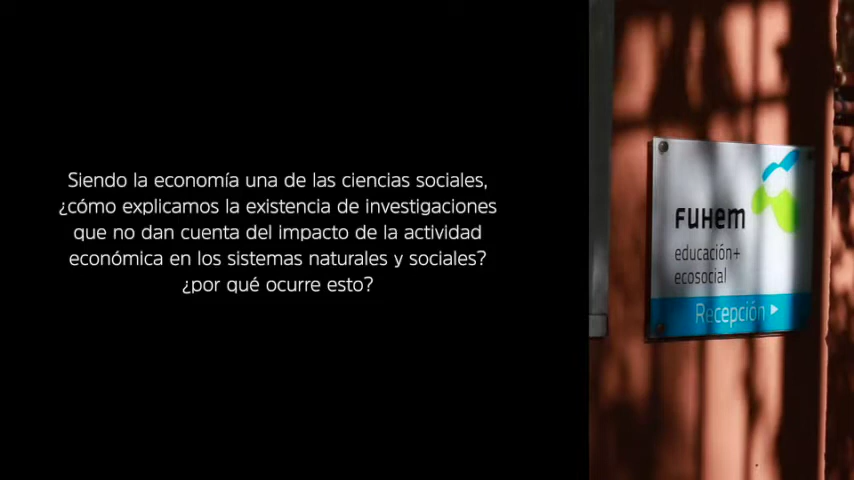 Siendo la economía una de las ciencias sociales,
¿cómo explicamos la existencia de investigaciones
que no dan cuenta del impacto de la actividad
económica en los sistemas naturales y sociales?
¿por qué ocurre esto?
FUHem
educación+
ecosocial
Recepción